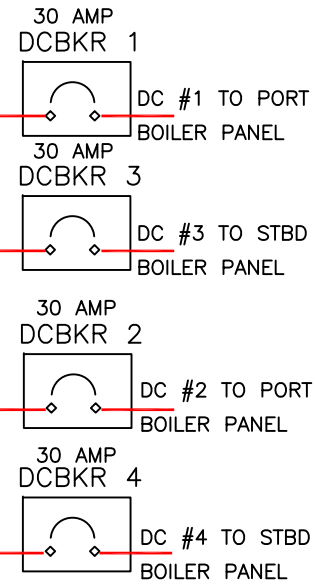 30 AMP
DCBKR 1
DC #1 TO PORT
BOILER PANEL
30 AMP
DCBKR 3
DC #3 TO STBD
BOILER PANEL
30 AMP
DCBKR 2
DC #2 TO PORT
BOILER PANEL
30 AMP
DCBKR 4
DC #4 TO STBD
BOILER PANEL